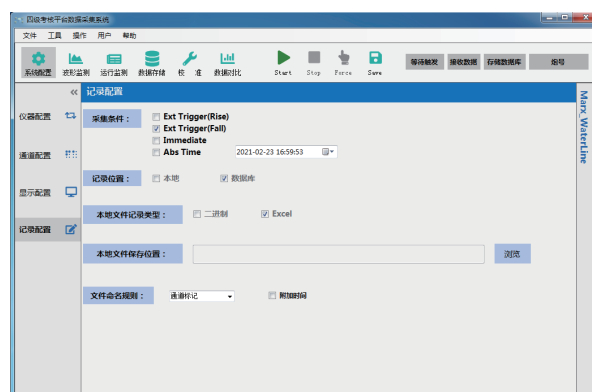 四级考核平台数据采集系统
文件 工具 操作 用户 帮助
系统配置 波形监测 运行监测 数据存储 校 准 数据对比 Start Stop Force Save 等待触发 接收数据 存储数据库 炮号
« 记录配置
仪器配置
通道配置
显示配置
记录配置
采集条件： Ext Trigger(Rise)
Ext Trigger(Fall)
Immediate
Abs Time 2021-02-23 16:59:53
记录位置： 本地 数据库
本地文件记录类型： 二进制 Excel
本地文件保存位置： 浏览
文件命名规则： 通道标记 附加时间
Marx_WaterLine